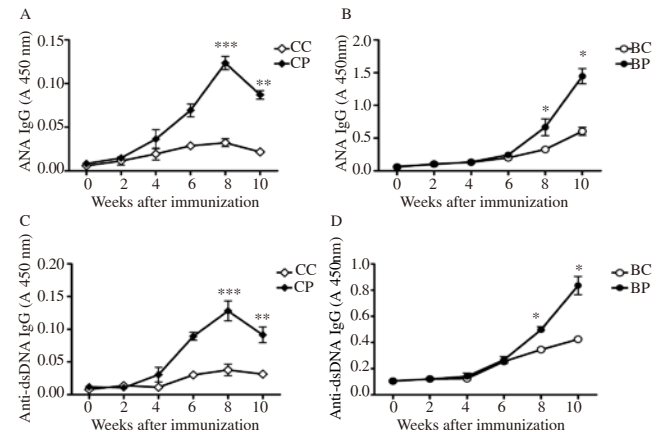 A
ANA IgG (A 450 nm)
0.15
0.10
0.05
0.00
***
**
CC
CP
0 2 4 6 8 10
Weeks after immunization
B
ANA IgG (A 450nm)
2.0
1.5
1.0
0.5
0.0
*
*
BC
BP
0 2 4 6 8 10
Weeks after immunization
C
Anti-dsDNA IgG (A 450 nm)
0.20
0.15
0.10
0.05
0.00
***
**
CC
CP
0 2 4 6 8 10
Weeks after immunization
D
Anti-dsDNA IgG (A 450nm)
1.0
0.8
0.6
0.4
0.2
0.0
*
*
BC
BP
0 2 4 6 8 10
Weeks after immunization